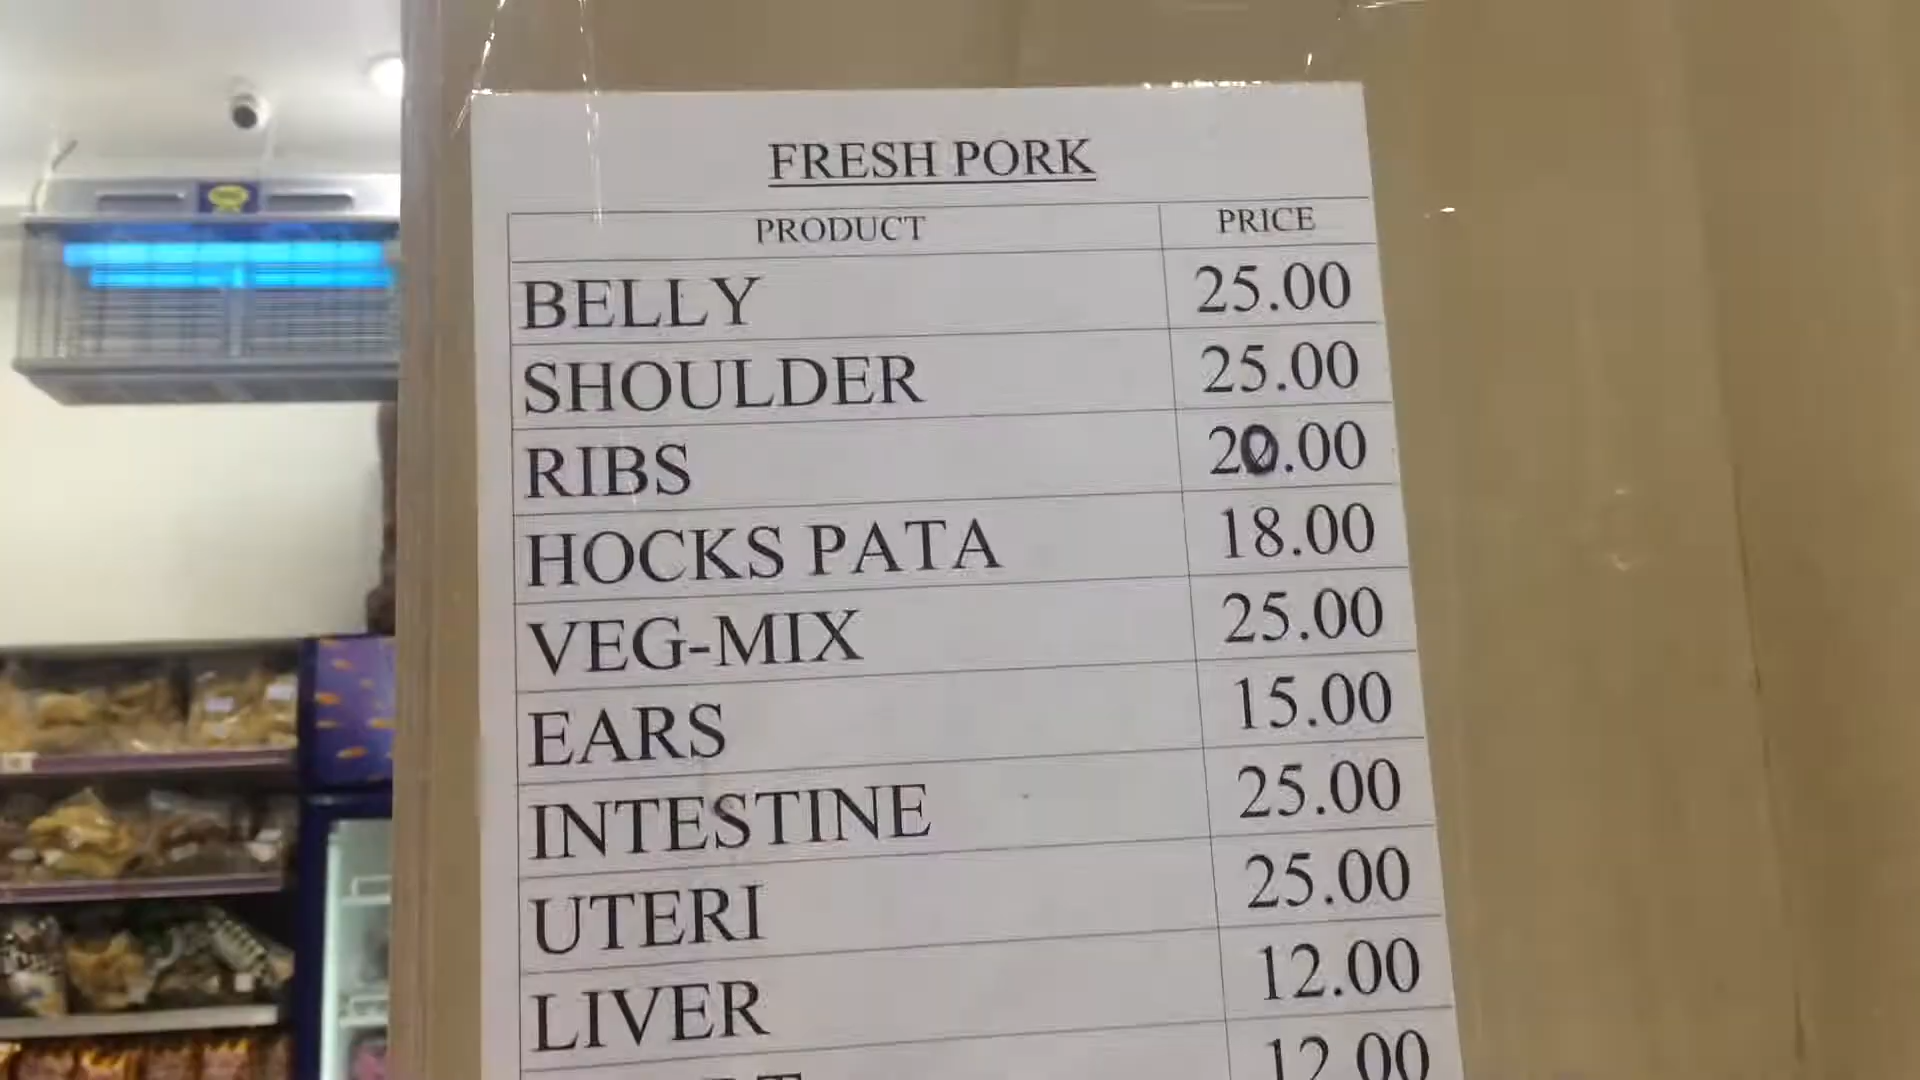 FRESH PORK
PRODUCT PRICE
BELLY 25.00
SHOULDER 25.00
RIBS 20.00
HOCKS PATA 18.00
VEG-MIX 25.00
EARS 15.00
INTESTINE 25.00
UTERI 25.00
LIVER 12.00
12.00